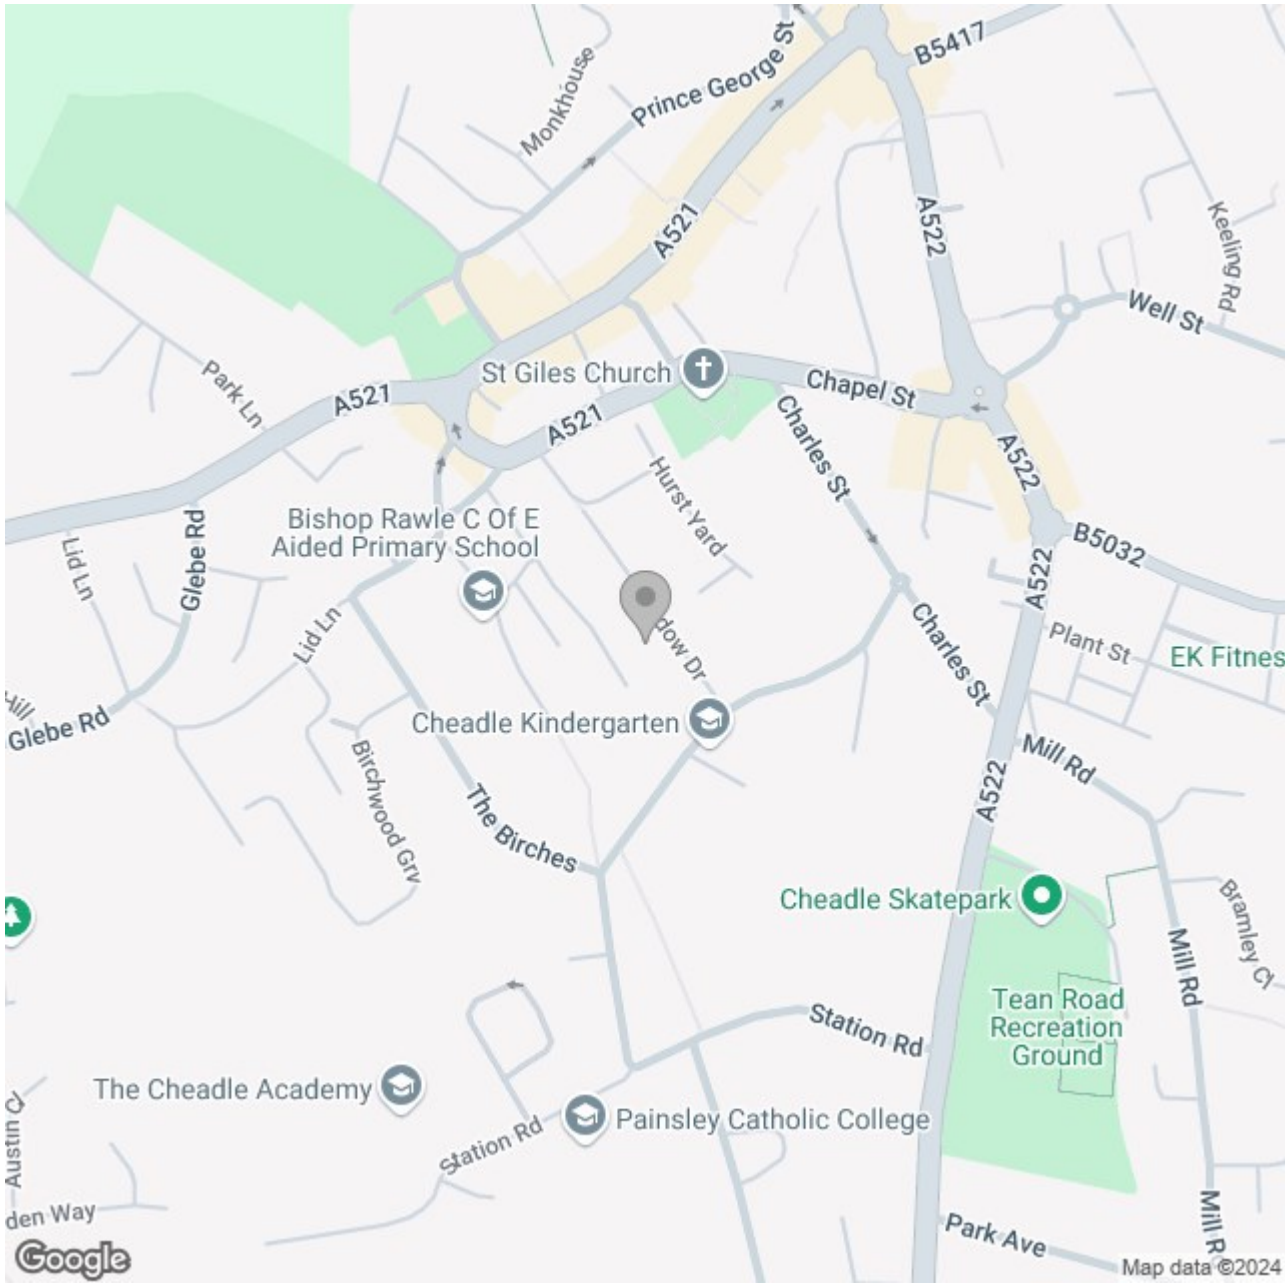 B5417
Monkhouse
Prince George St
A521
A522
Keeling Rd
Well St
St Giles Church
Chapel St
Park Ln
A521
A521
Charles St
A522
Hurst Yard
Bishop Rawle C Of E
Aided Primary School
B5032
Lid Ln
Glebe Rd
A522
Lid Ln
dow Dr
Charles St
Plant St
EK Fitnes
Hill
Glebe Rd
Cheadle Kindergarten
Mill Rd
Birchwood Grv
A522
The Birches
Cheadle Skatepark
Bramley Cl
Mill Rd
Tean Road
Recreation
Ground
Station Rd
The Cheadle Academy
Painsley Catholic College
Austin Cl
Station Rd
den Way
Park Ave
Mill R
Google
Map data ©2024